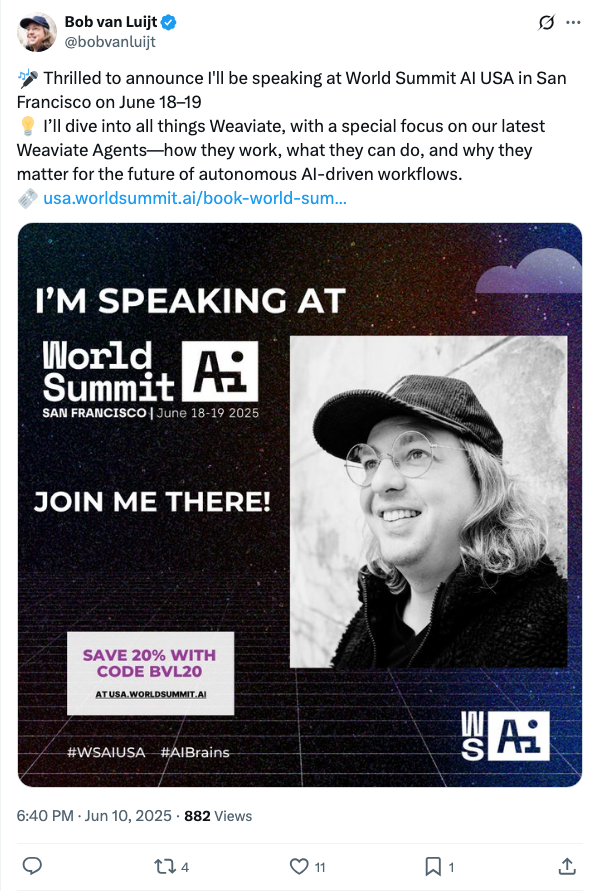 Bob van Luijt
@bobvanluijt
🎤 Thrilled to announce I'll be speaking at World Summit AI USA in San
Francisco on June 18–19
💡 I’ll dive into all things Weaviate, with a special focus on our latest
Weaviate Agents—how they work, what they can do, and why they
matter for the future of autonomous AI-driven workflows.
🎟️ usa.worldsummit.ai/book-world-sum...
I’M SPEAKING AT
World
Summit Ai
SAN FRANCISCO | June 18-19 2025
JOIN ME THERE!
SAVE 20% WITH
CODE BVL20
AT USA.WORLDSUMMIT.AI
#WSAIUSA #AIBrains
WS Ai
6:40 PM · Jun 10, 2025 · 882 Views
4 11 1